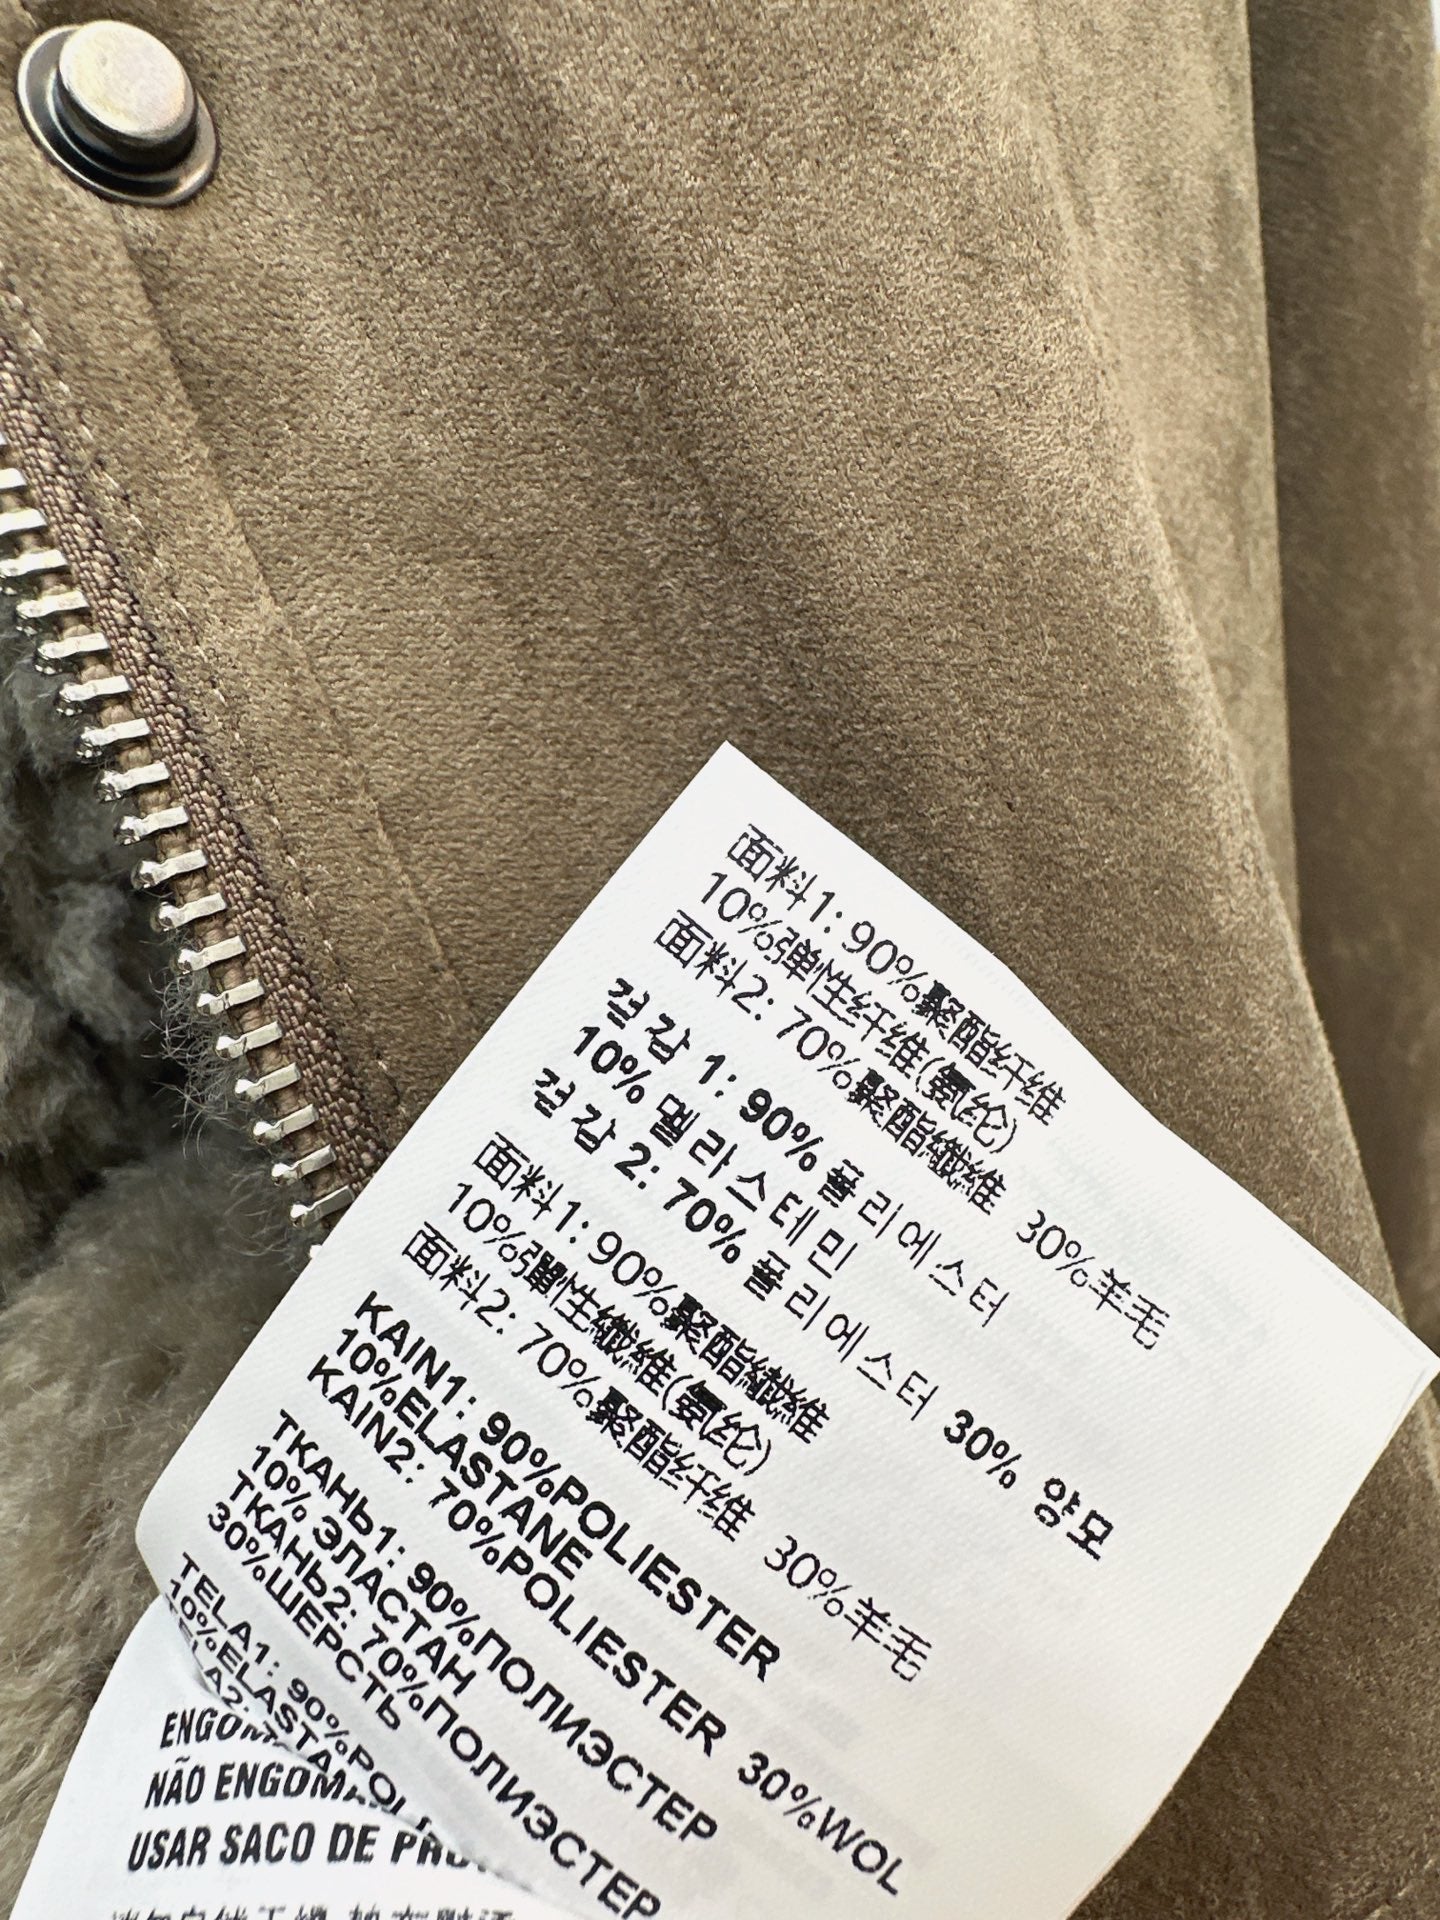 面料1: 90%聚酯纤维
10%弹性纤维(氨纶)
面料2: 70%聚酯纖維 30%羊毛
겉감 1: 90% 폴리에스터
10% 엘라스테인
겉감 2: 70% 폴리에스터 30% 양모
面料1: 90%聚酯纖維
10%彈性纖維(氨纶)
面料2: 70%聚酯纤维 30%羊毛
KAIN1: 90%POLIESTER
10%ELASTANE
KAIN2: 70%POLIESTER 30%WOL
ТКАНЬ1: 90%ПОЛИЭСТЕР
10% ЭЛАСТАН
ТКАНЬ2: 70%ПОЛИЭСТЕР
30%ШЕРСТЬ
TELA1: 90%POLI
10%ELASTA
NÃO ENGOMA
USAR SACO DE PRO